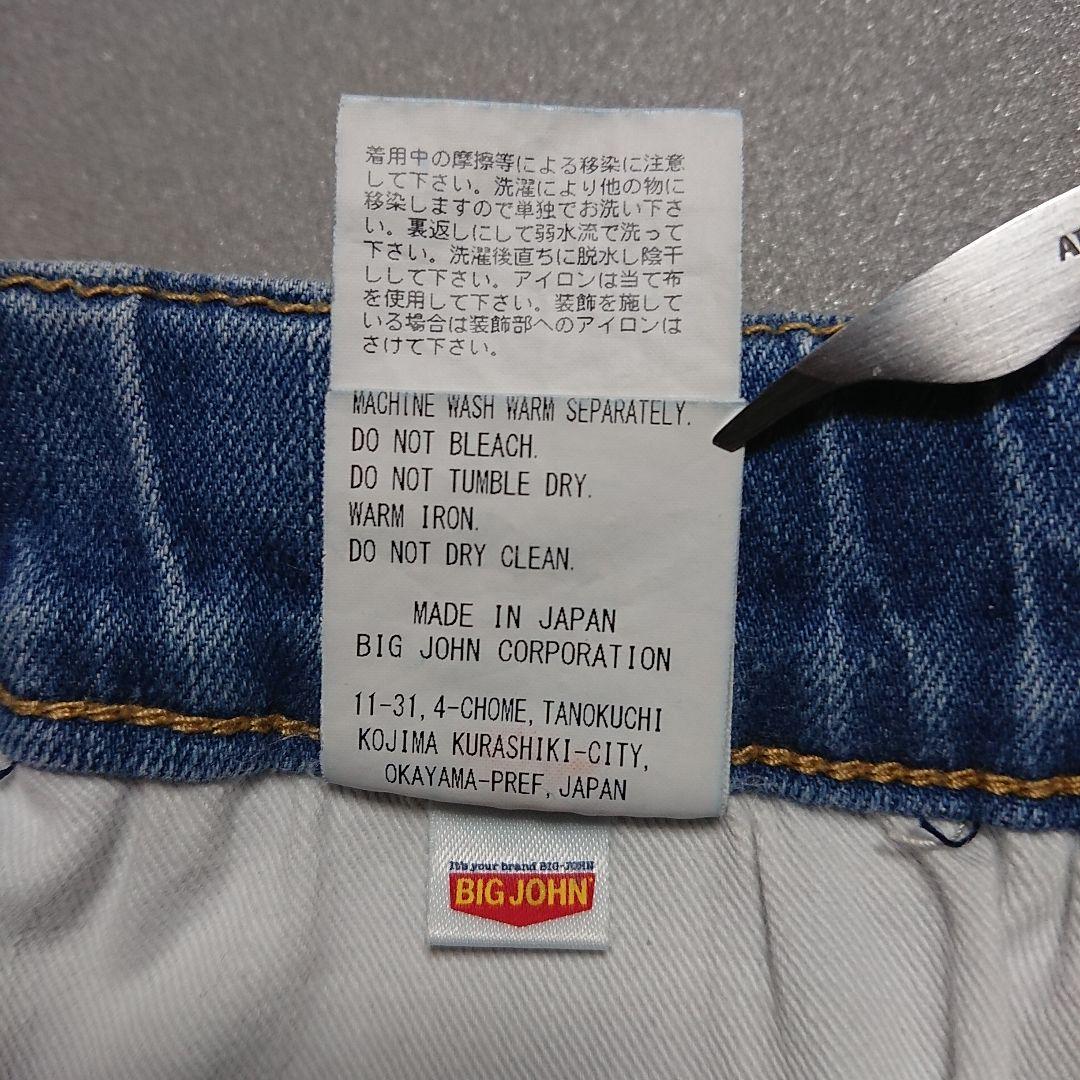 着用中の摩擦等による移染に注意
して下さい。洗濯により他の物に
移染しますので単独でお洗い下さ
い。裏返しにして弱水流で洗って
下さい。洗濯後直ちに脱水し陰干
しして下さい。アイロンは当て布
を使用して下さい。装飾を施して
いる場合は装飾部へのアイロンは
さけて下さい。
MACHINE WASH WARM SEPARATELY.
DO NOT BLEACH.
DO NOT TUMBLE DRY.
WARM IRON.
DO NOT DRY CLEAN.
MADE IN JAPAN
BIG JOHN CORPORATION
11-31, 4-CHOME, TANOKUCHI
KOJIMA KURASHIKI-CITY,
OKAYAMA-PREF, JAPAN
It's your brand BIG-JOHN
BIG JOHN